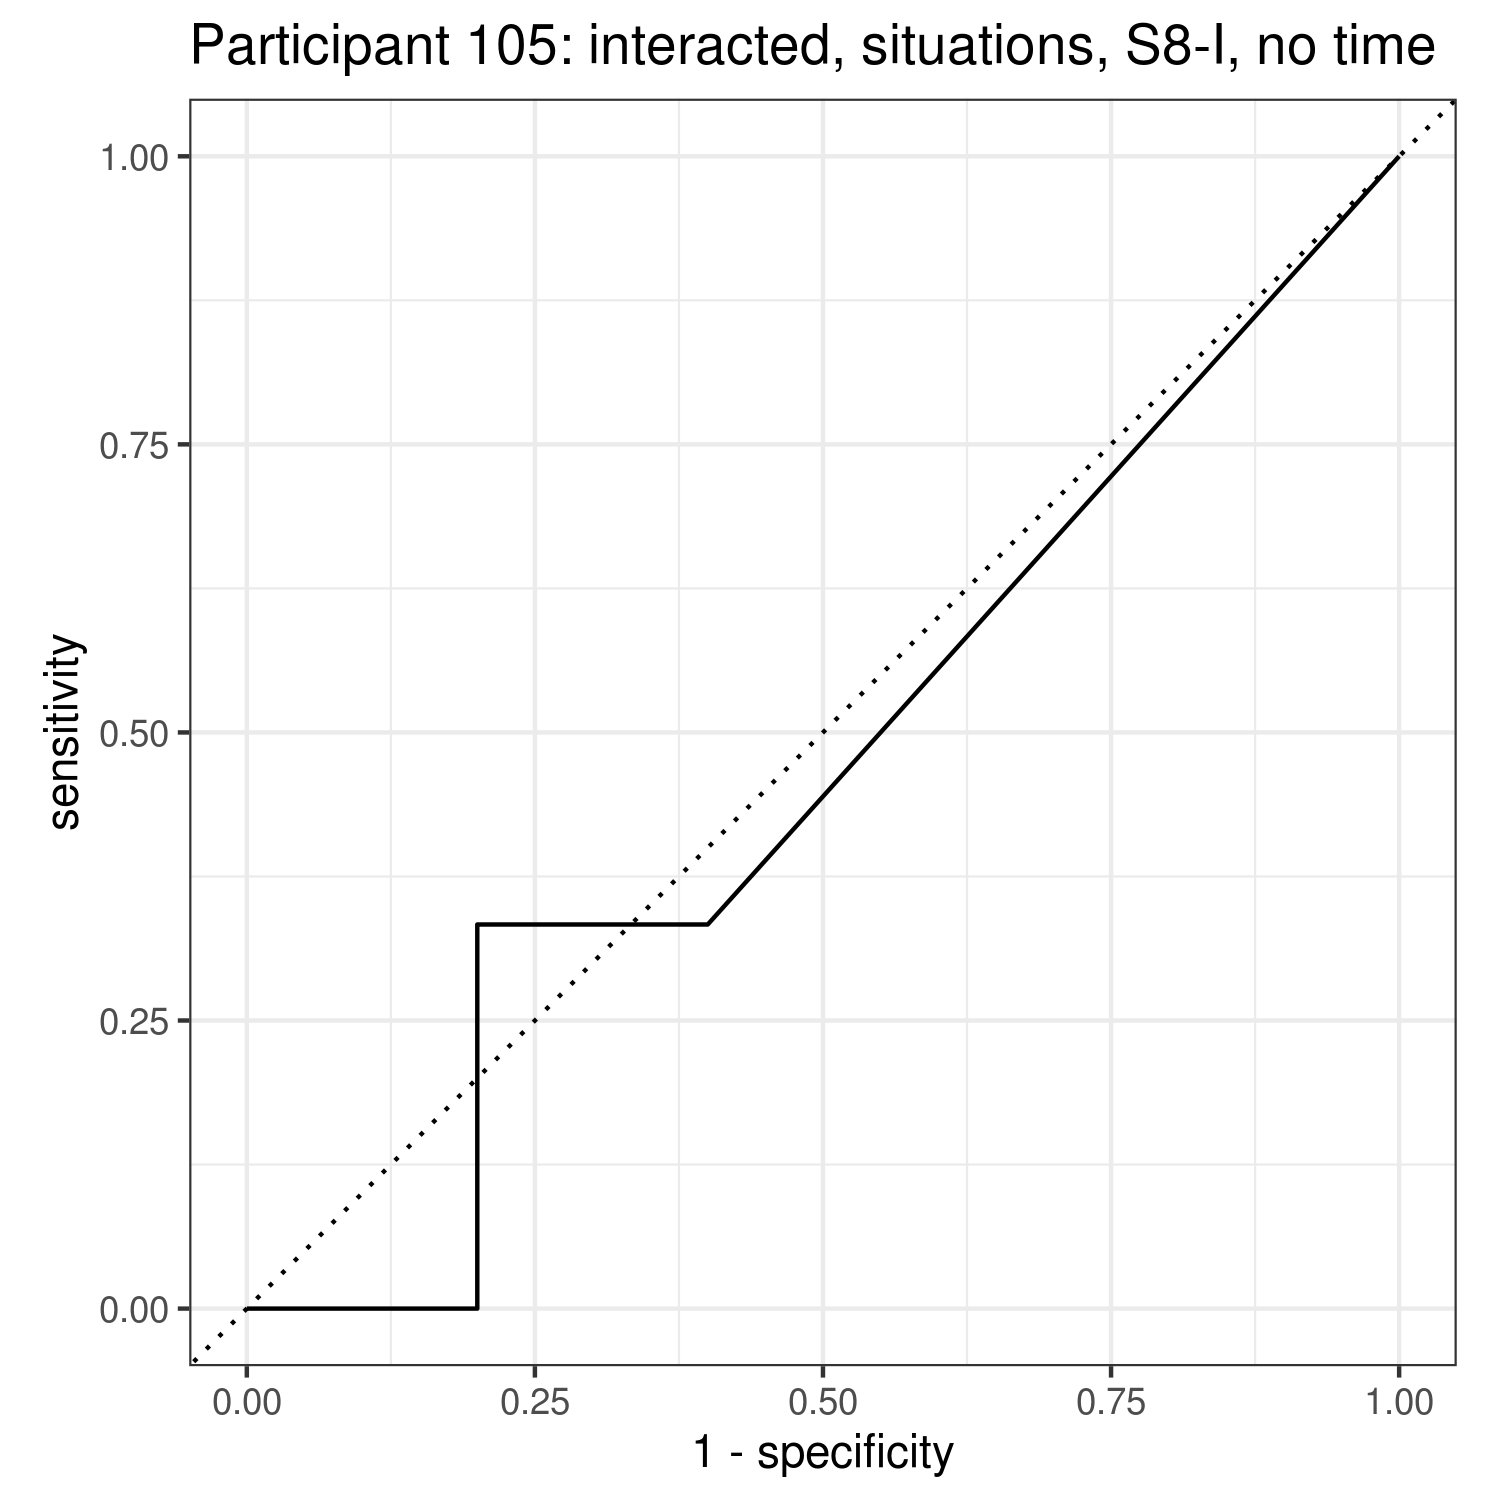 Participant 105: interacted, situations, S8-I, no time
1.00
0.75
0.50
0.25
0.00
sensitivity
0.00 0.25 0.50 0.75 1.00
1 - specificity